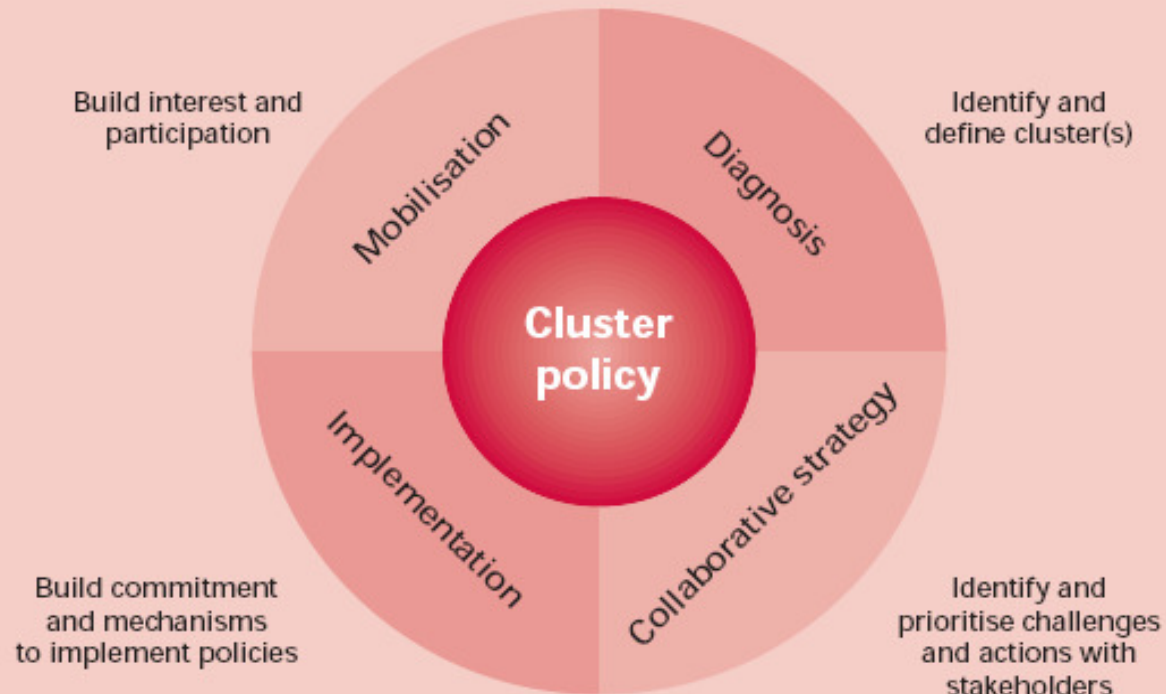 Build interest and
participation
Mobilisation
Diagnosis
Identify and
define cluster(s)
Cluster
policy
Implementation
Collaborative strategy
Build commitment
and mechanisms
to implement policies
Identify and
prioritise challenges
and actions with
stakeholders